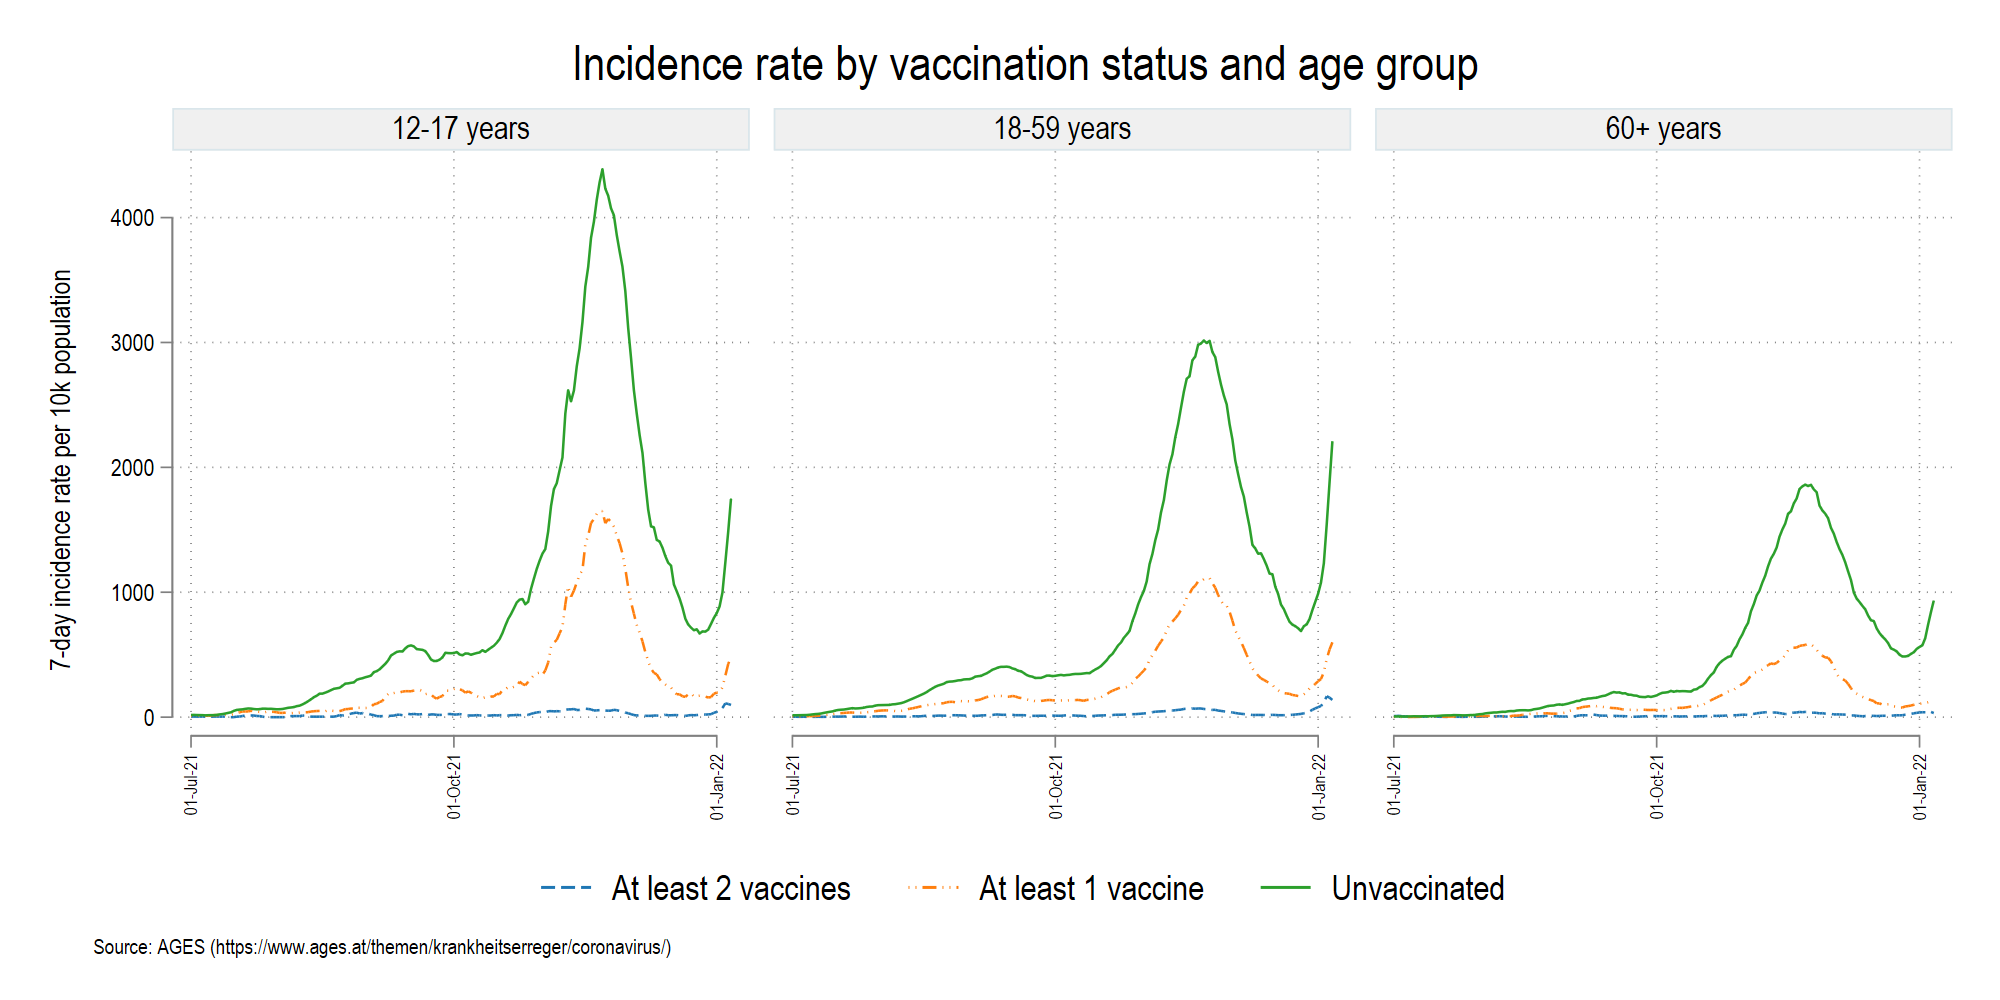 Incidence rate by vaccination status and age group
12-17 years
18-59 years
60+ years
7-day incidence rate per 10k population
4000
3000
2000
1000
0
01-Jul-21
01-Oct-21
01-Jan-22
01-Jul-21
01-Oct-21
01-Jan-22
01-Jul-21
01-Oct-21
01-Jan-22
At least 2 vaccines
At least 1 vaccine
Unvaccinated
Source: AGES (https://www.ages.at/themen/krankheitserreger/coronavirus/)